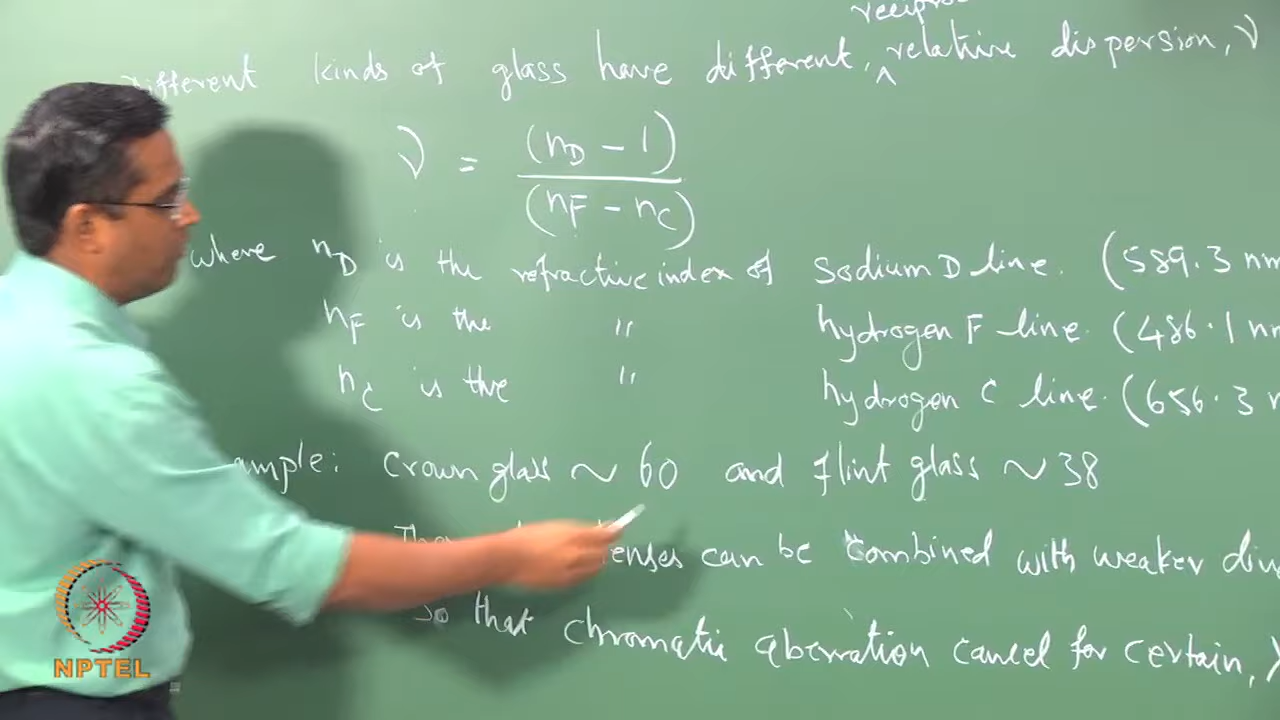 reciproc
different kinds of glass have different, ^ relative dispersion, ν
ν = (n_D - 1) / (n_F - n_C)
where n_D is the refractive index of Sodium D line. (589.3 nm
n_F is the " hydrogen F line. (486.1 nm
n_C is the " hydrogen C line. (656.3 n
ample: Crown glass ~ 60 and flint glass ~ 38
enses can be combined with weaker div
so that chromatic aberration cancel for certain, λ
NPTEL